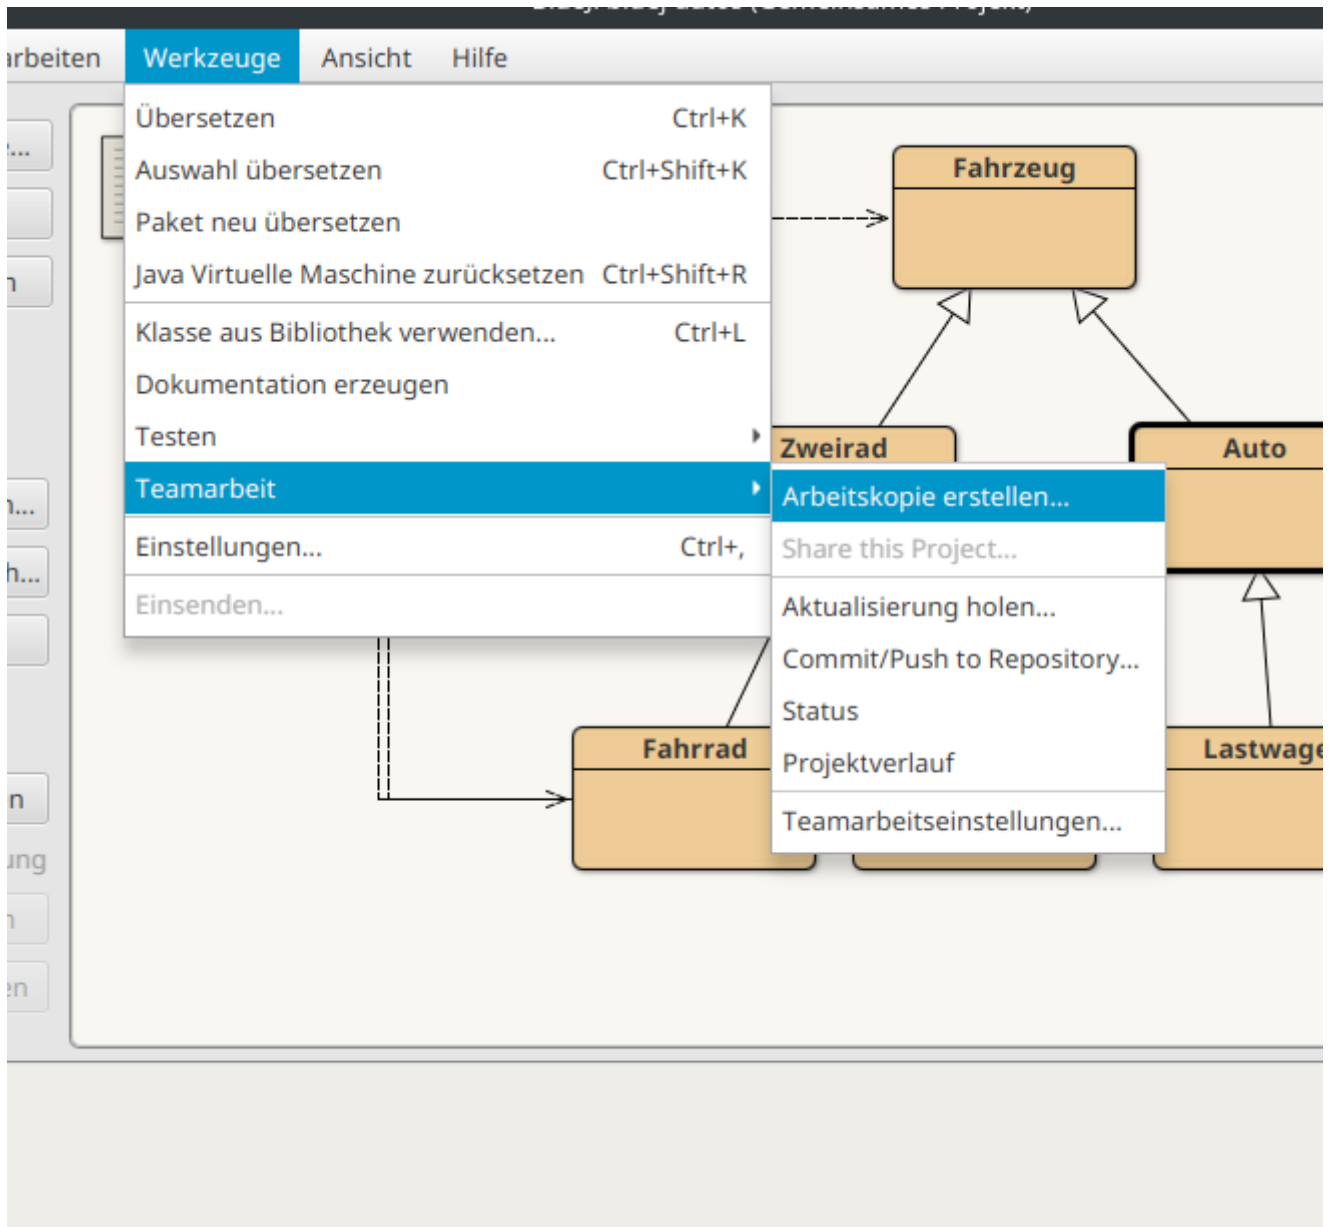 Werkzeuge
Ansicht
Hilfe
Übersetzen Ctrl+K
Auswahl übersetzen Ctrl+Shift+K
Paket neu übersetzen
Java Virtuelle Maschine zurücksetzen Ctrl+Shift+R
Klasse aus Bibliothek verwenden... Ctrl+L
Dokumentation erzeugen
Testen
Teamarbeit
Einstellungen... Ctrl+,
Einsenden...
Arbeitskopie erstellen...
Share this Project...
Aktualisierung holen...
Commit/Push to Repository...
Status
Projektverlauf
Teamarbeitseinstellungen...
Fahrzeug
Zweirad
Auto
Fahrrad